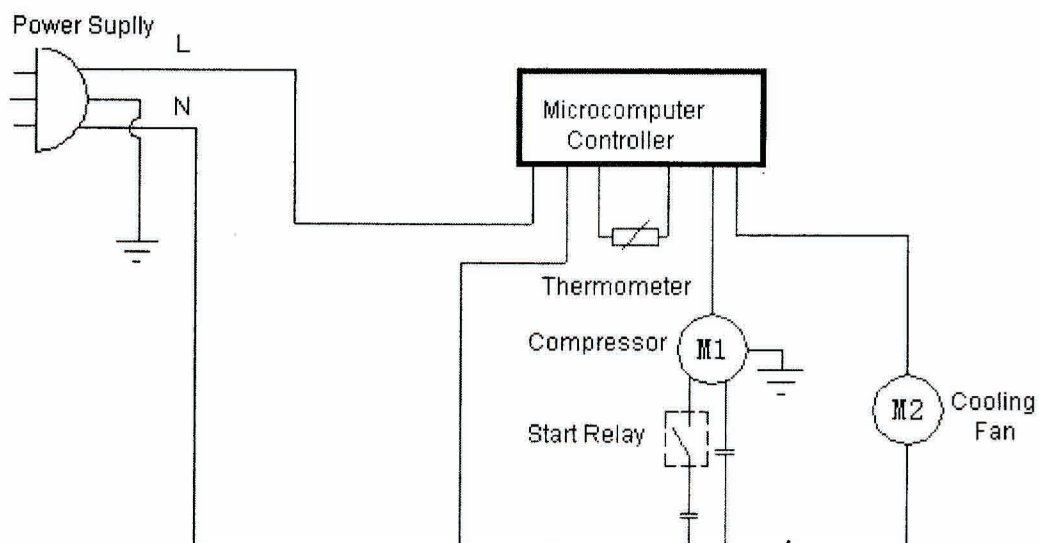 Power Suplly
L
N
Microcomputer
Controller
Thermometer
Compressor
M1
Start Relay
M2
Cooling
Fan